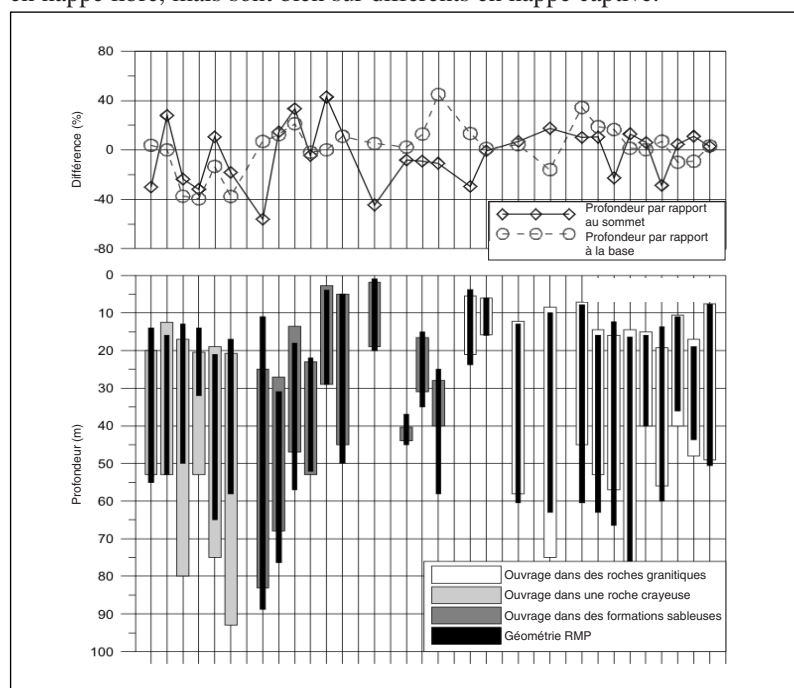 en nappe libre, mais sont bien sûr différents en nappe captive.
80
40
0
-40
-80
Différence (%)
Profondeur par rapport
au sommet
Profondeur par rapport
à la base
0
10
20
30
40
50
60
70
80
90
100
Profondeur (m)
Ouvrage dans des roches granitiques
Ouvrage dans une roche crayeuse
Ouvrage dans des formations sableuses
Géométrie RMP